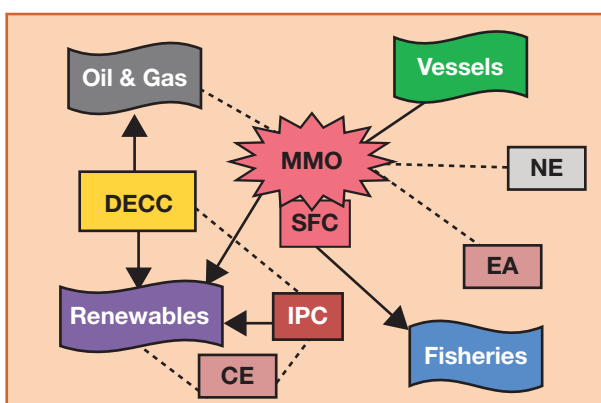 Oil & Gas
Vessels
MMO
NE
DECC
SFC
EA
Renewables
IPC
Fisheries
CE